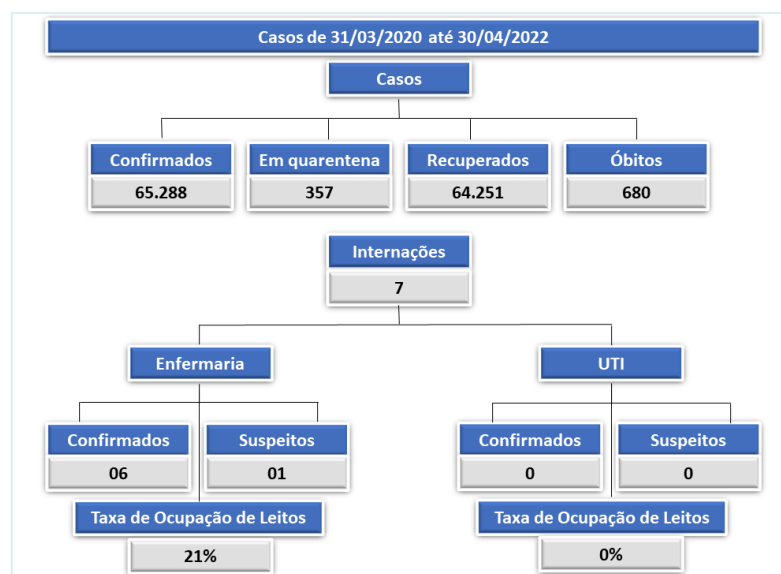 Casos de 31/03/2020 até 30/04/2022
Casos
Confirmados
Em quarentena
Recuperados
Óbitos
65.288
357
64.251
680
Internações
7
Enfermaria
UTI
Confirmados
Suspeitos
Confirmados
Suspeitos
06
01
0
0
Taxa de Ocupação de Leitos
Taxa de Ocupação de Leitos
21%
0%